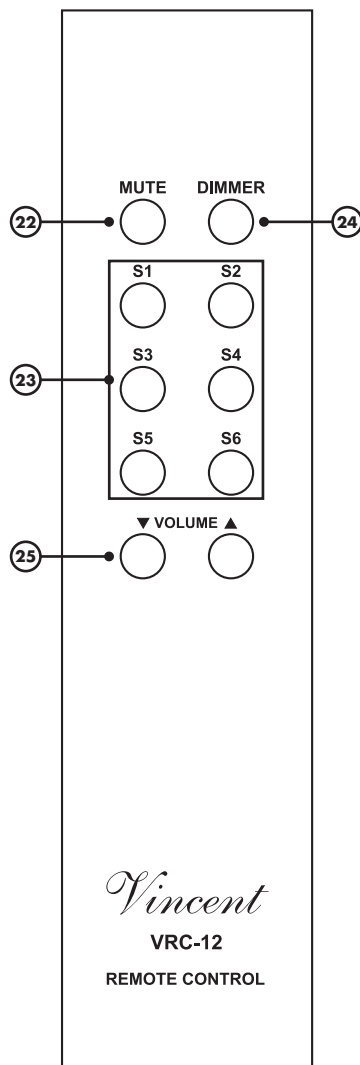 MUTE DIMMER
22 24
S1 S2
23
S3 S4
S5 S6
▼ VOLUME ▲
25
Vincent
VRC-12
REMOTE CONTROL